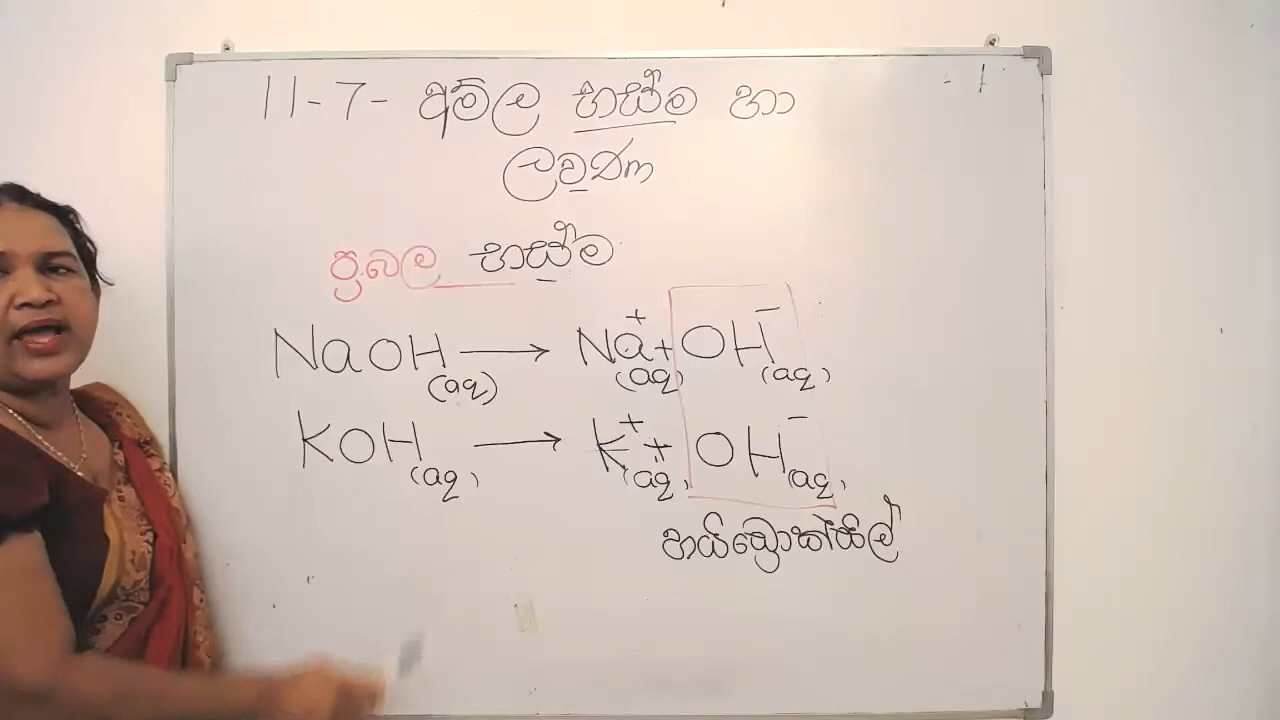 11-7- අම්ල භස්ම හා
ලවණ
ප්‍රබල භස්ම
NaOH(aq) → Na⁺(aq) + OH⁻(aq)
KOH(aq) → K⁺(aq) + OH⁻(aq)
හයිඩ්‍රොක්සිල්